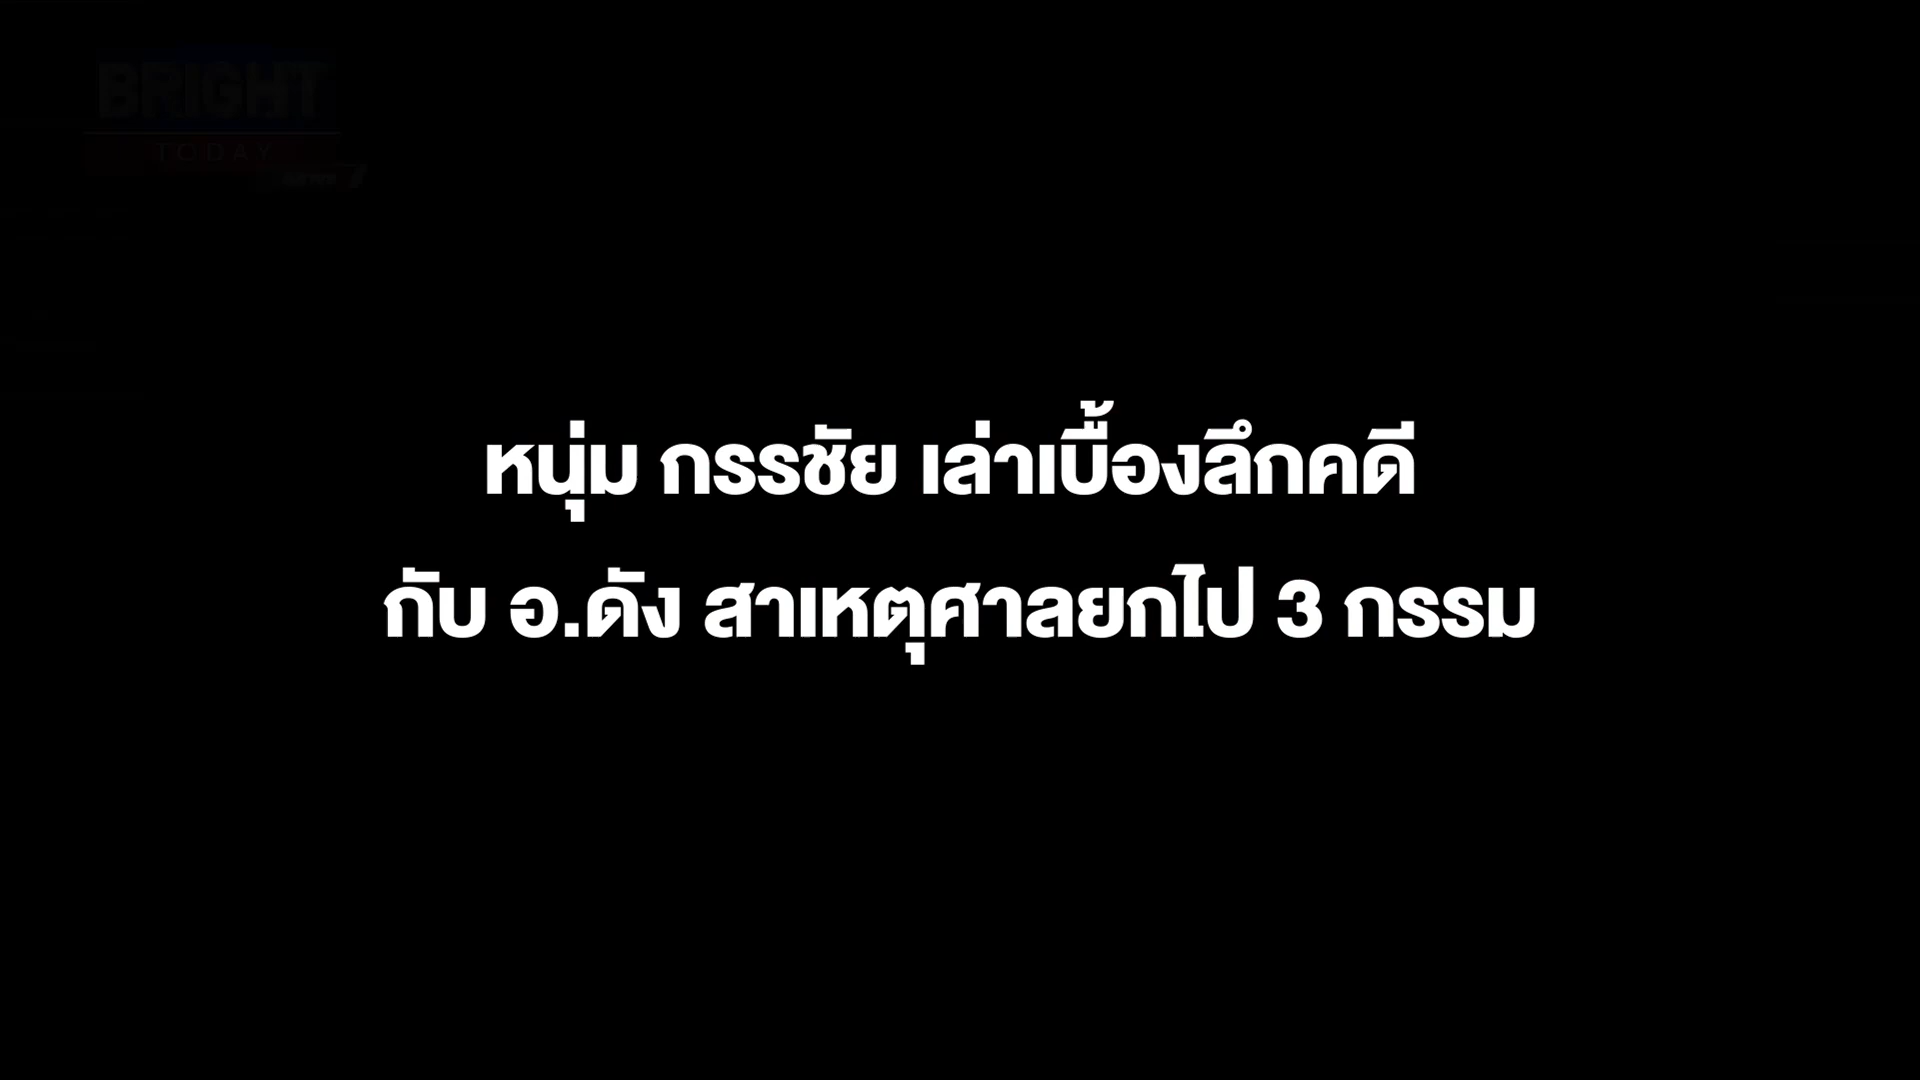 BRIGHT
TODAY
หนุ่ม กรรชัย เล่าเบื้องลึกคดี
กับ อ.ดัง สาเหตุศาลยกไป 3 กรรม